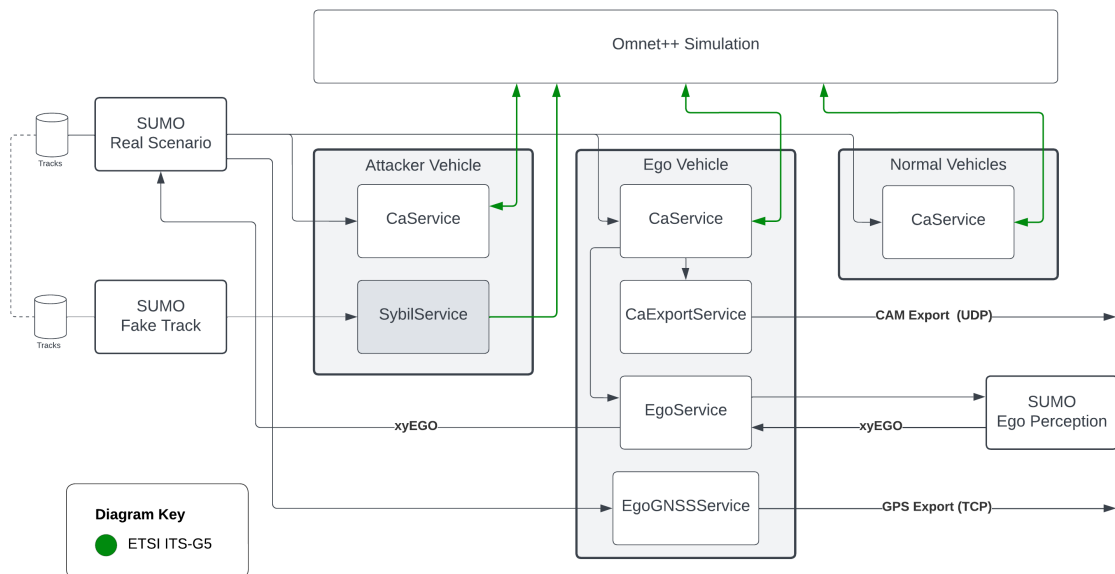 Omnet++ Simulation
SUMO
Real Scenario
Tracks
Attacker Vehicle
Ego Vehicle
Normal Vehicles
CaService
CaService
CaService
SUMO
Fake Track
Tracks
SybilService
CaExportService
CAM Export (UDP)
EgoService
SUMO
Ego Perception
xyEGO
xyEGO
EgoGNSSService
GPS Export (TCP)
Diagram Key
ETSI ITS-G5